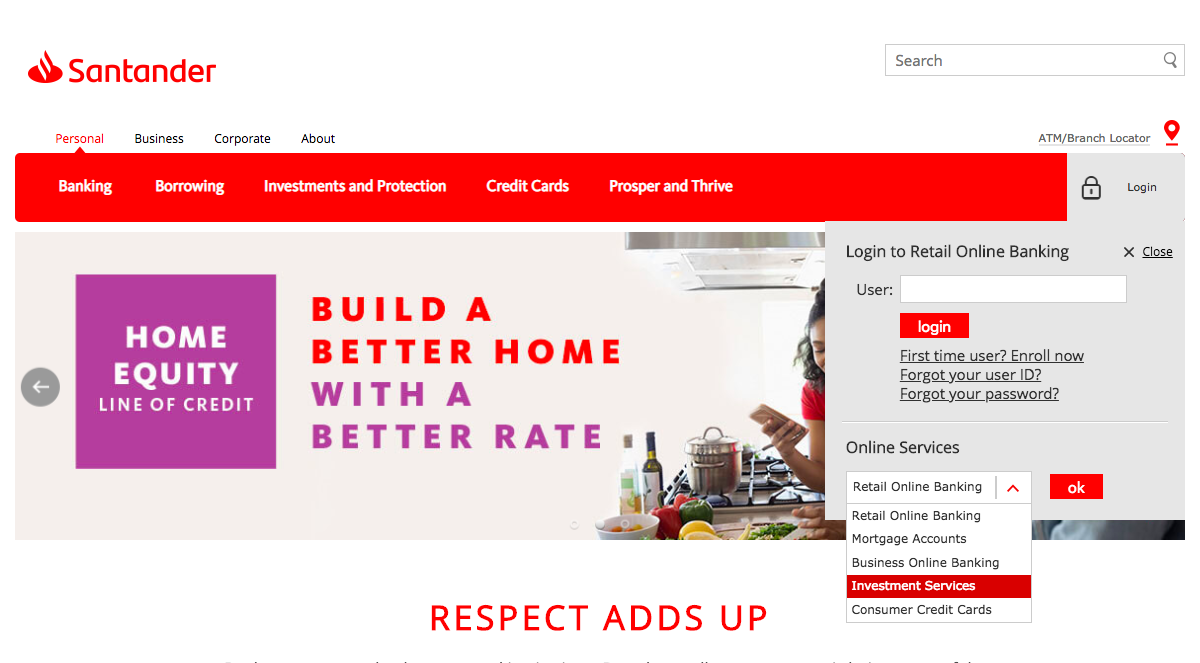 Santander
Search
Personal Business Corporate About
ATM/Branch Locator
Banking Borrowing Investments and Protection Credit Cards Prosper and Thrive
Login
HOME
EQUITY
LINE OF CREDIT
BUILD A
BETTER HOME
WITH A
BETTER RATE
Login to Retail Online Banking
Close
User:
login
First time user? Enroll now
Forgot your user ID?
Forgot your password?
Online Services
Retail Online Banking
ok
Retail Online Banking
Mortgage Accounts
Business Online Banking
Investment Services
Consumer Credit Cards
RESPECT ADDS UP